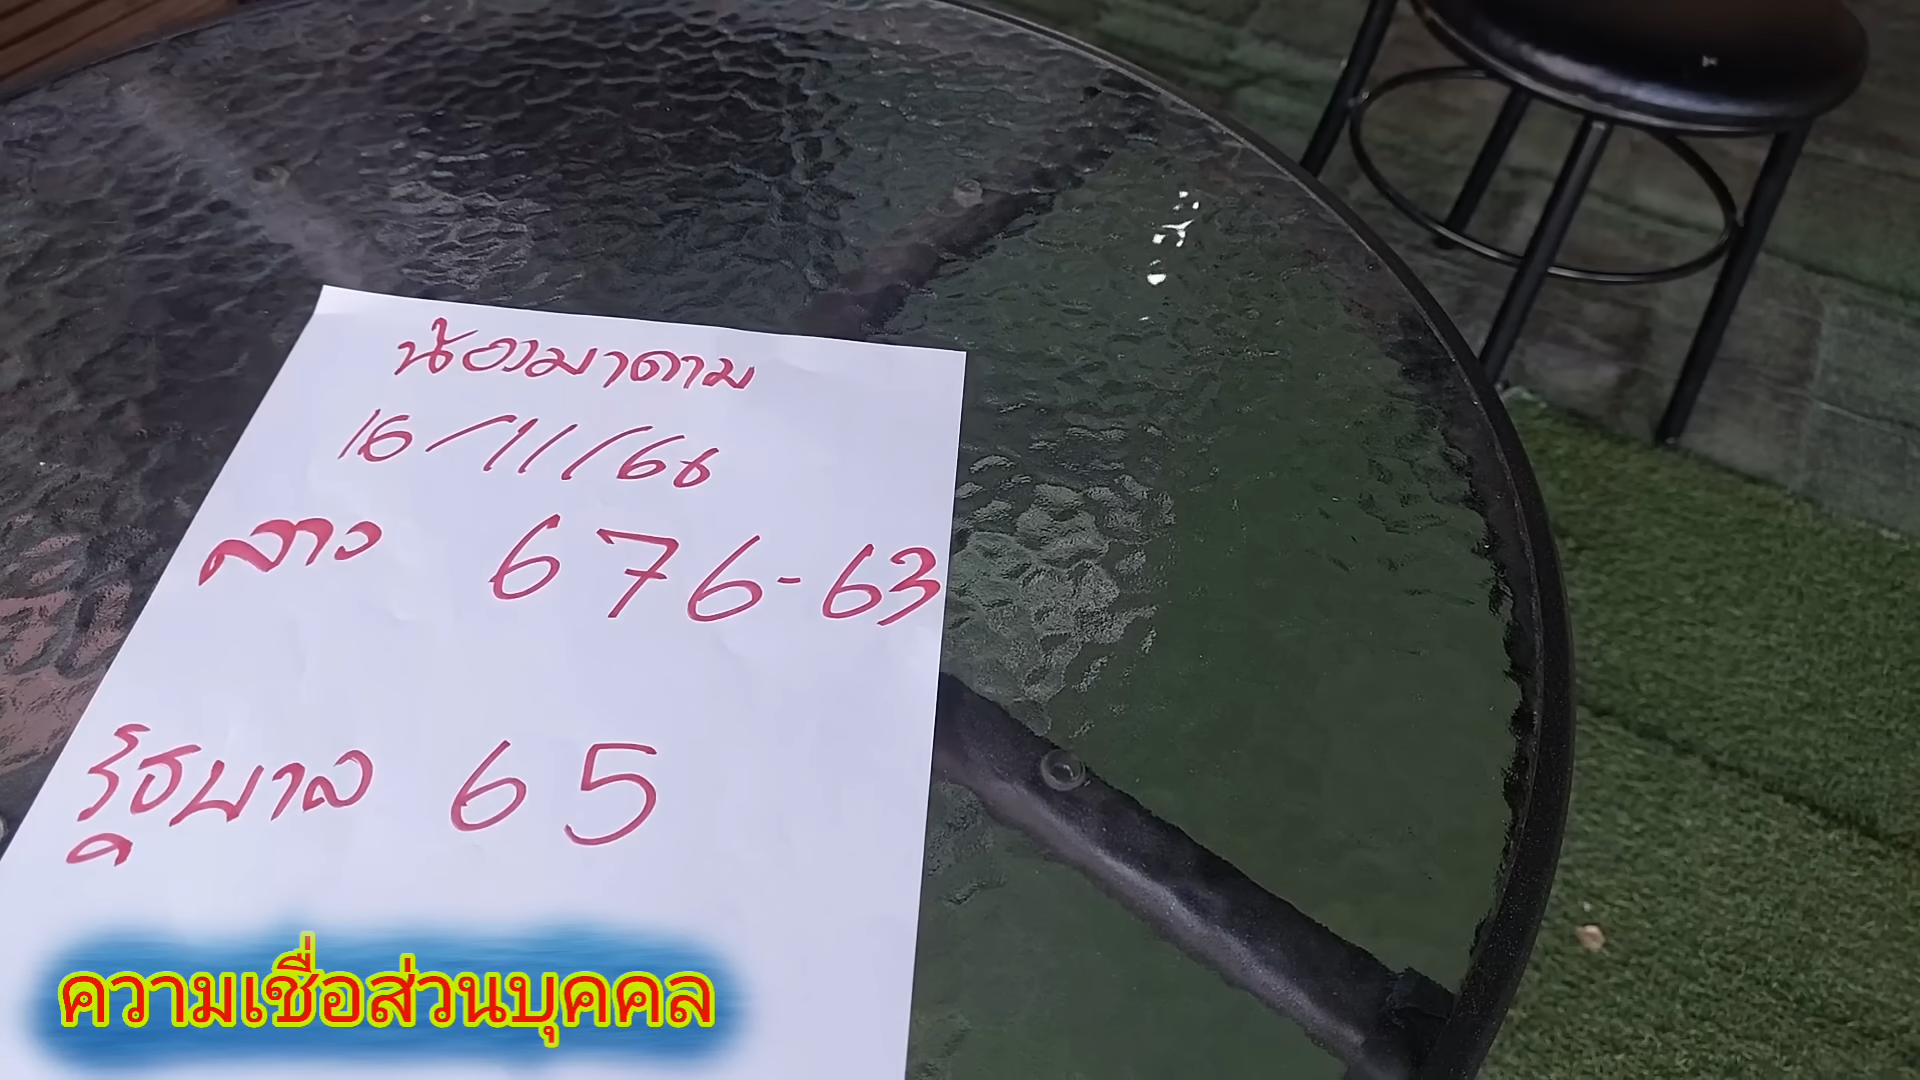 น้องมาดาม
16/11/66
ลาว 676-63
รัฐบาล 65
ความเชื่อส่วนบุคคล